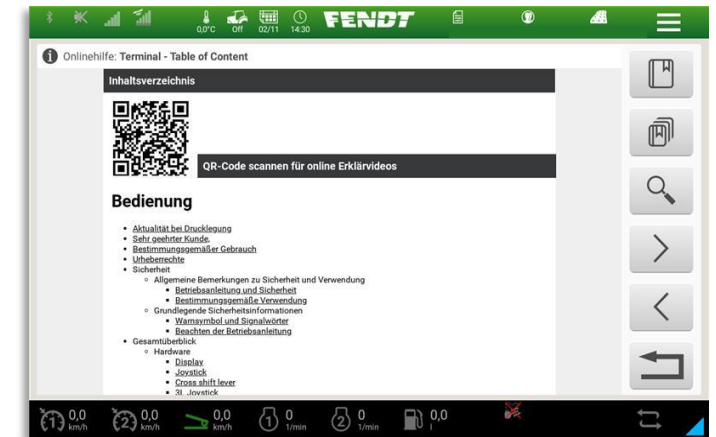 0,0°C Off 02/11 14:30 FENDT
Onlinehilfe: Terminal - Table of Content
Inhaltsverzeichnis
QR-Code scannen für online Erklärvideos
Bedienung
Aktualität bei Drucklegung
Sehr geehrter Kunde,
Bestimmungsgemäßer Gebrauch
Urheberrechte
Sicherheit
Allgemeine Bemerkungen zu Sicherheit und Verwendung
Betriebsanleitung und Sicherheit
Bestimmungsgemäße Verwendung
Grundlegende Sicherheitsinformationen
Warnsymbol und Signalwörter
Beachten der Betriebsanleitung
Gesamtüberblick
Hardware
Display
Joystick
Cross shift lever
3L Joystick
1 0,0 km/h 2 0,0 km/h 0,0 km/h 1 0 1/min 2 0 1/min 0,0 l